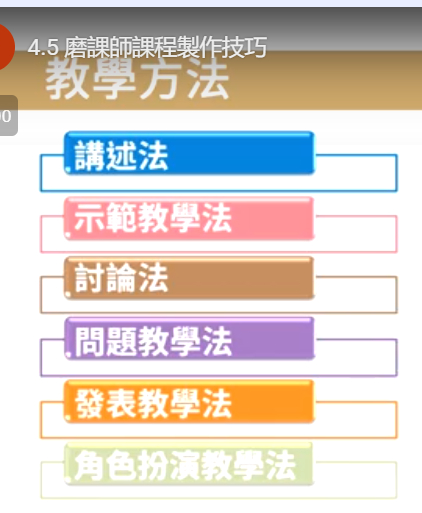 4.5 磨課師課程製作技巧
教學方法
講述法
示範教學法
討論法
問題教學法
發表教學法
角色扮演教學法